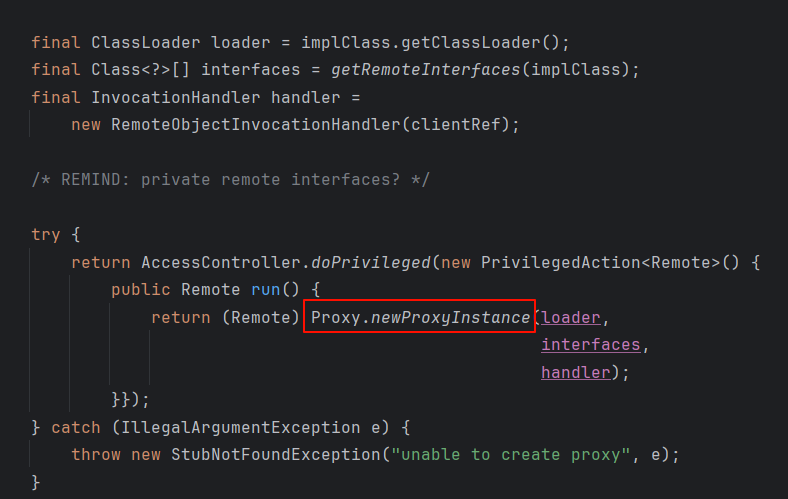 final ClassLoader loader = implClass.getClassLoader();
final Class<?>[] interfaces = getRemoteInterfaces(implClass);
final InvocationHandler handler =
    new RemoteObjectInvocationHandler(clientRef);

/* REMIND: private remote interfaces? */

try {
    return AccessController.doPrivileged(new PrivilegedAction<Remote>() {
        public Remote run() {
            return (Remote) Proxy.newProxyInstance(loader,
                                                   interfaces,
                                                   handler);
        }});
} catch (IllegalArgumentException e) {
    throw new StubNotFoundException("unable to create proxy", e);
}